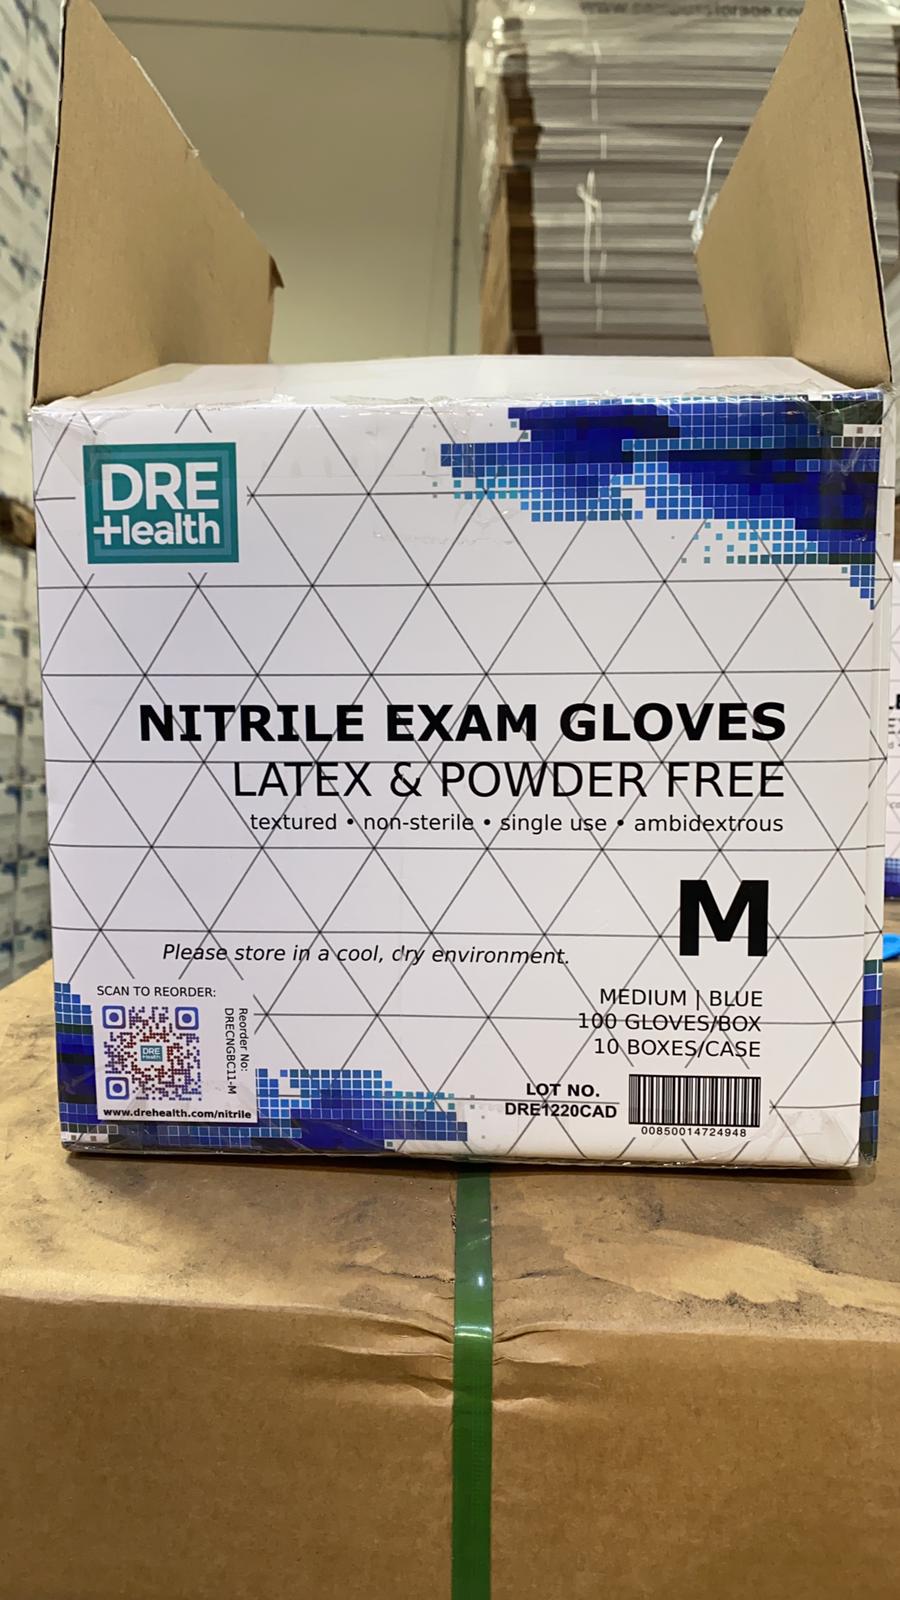 DRE
Health
NITRILE EXAM GLOVES
LATEX & POWDER FREE
textured • non-sterile • single use • ambidextrous
M
Please store in a cool, dry environment.
SCAN TO REORDER:
DRE
Health
Reorder No:
DRECNGBC11-M
www.drehealth.com/nitrile
MEDIUM | BLUE
100 GLOVES/BOX
10 BOXES/CASE
LOT NO.
DRE1220CAD
00850014724948